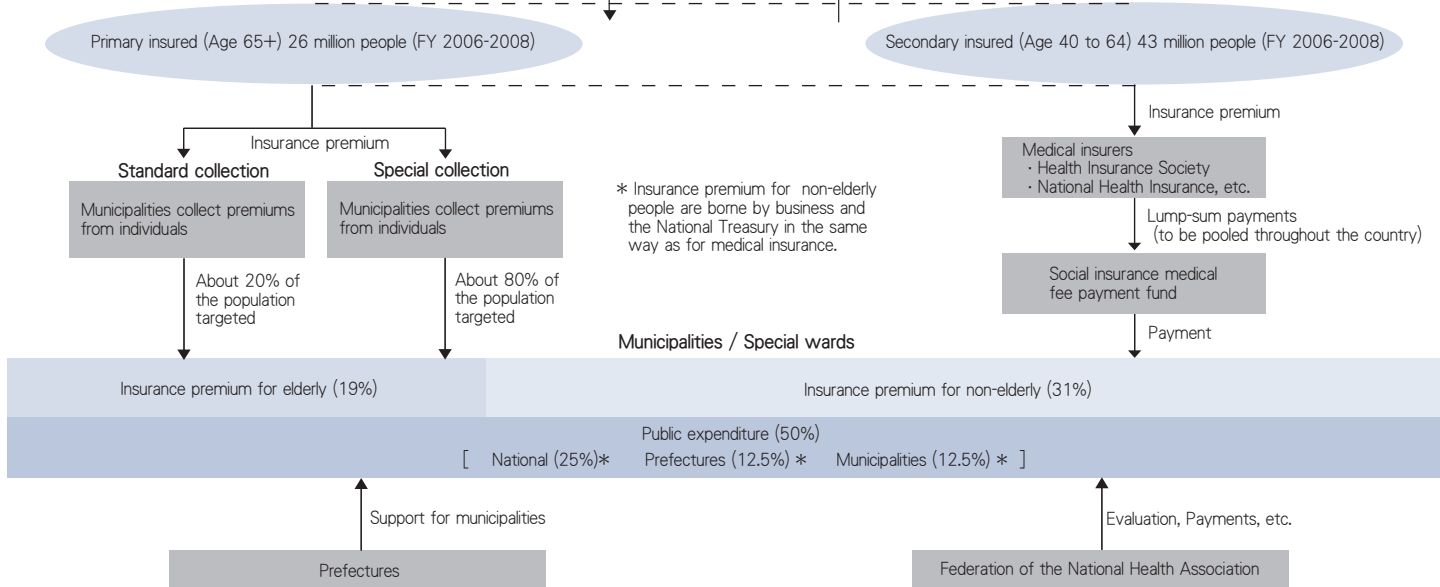 Primary insured (Age 65+) 26 million people (FY 2006-2008)
Secondary insured (Age 40 to 64) 43 million people (FY 2006-2008)
Insurance premium
Standard collection
Municipalities collect premiums
from individuals
About 20% of
the population
targeted
Special collection
Municipalities collect premiums
from individuals
About 80% of
the population
targeted
* Insurance premium for non-elderly
people are borne by business and
the National Treasury in the same
way as for medical insurance.
Insurance premium
Medical insurers
· Health Insurance Society
· National Health Insurance, etc.
Lump-sum payments
(to be pooled throughout the country)
Social insurance medical
fee payment fund
Payment
Municipalities / Special wards
Insurance premium for elderly (19%)
Insurance premium for non-elderly (31%)
Public expenditure (50%)
[ National (25%)* Prefectures (12.5%) * Municipalities (12.5%) * ]
Support for municipalities
Prefectures
Evaluation, Payments, etc.
Federation of the National Health Association